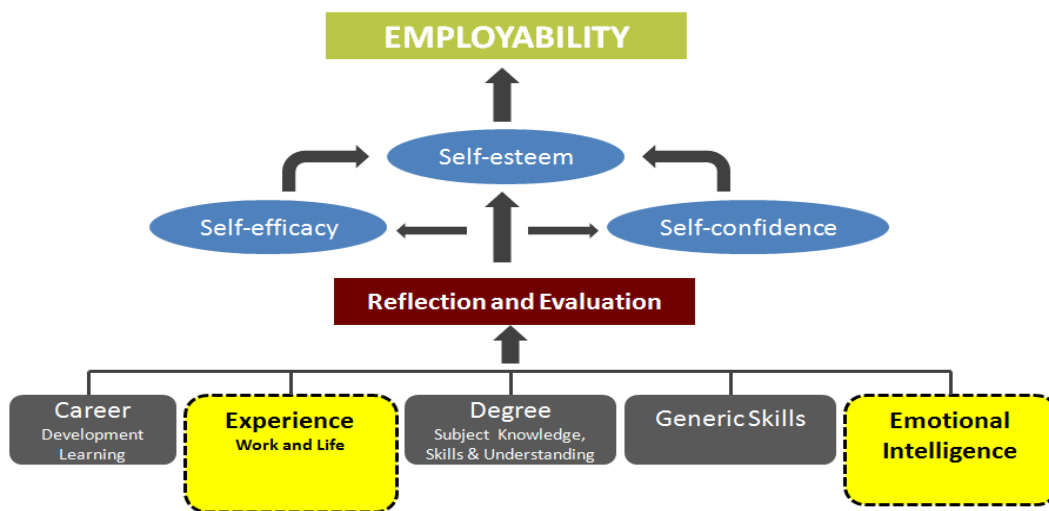 EMPLOYABILITY
Self-esteem
Self-efficacy
Self-confidence
Reflection and Evaluation
Career
Development
Learning
Experience
Work and Life
Degree
Subject Knowledge,
Skills & Understanding
Generic Skills
Emotional
Intelligence